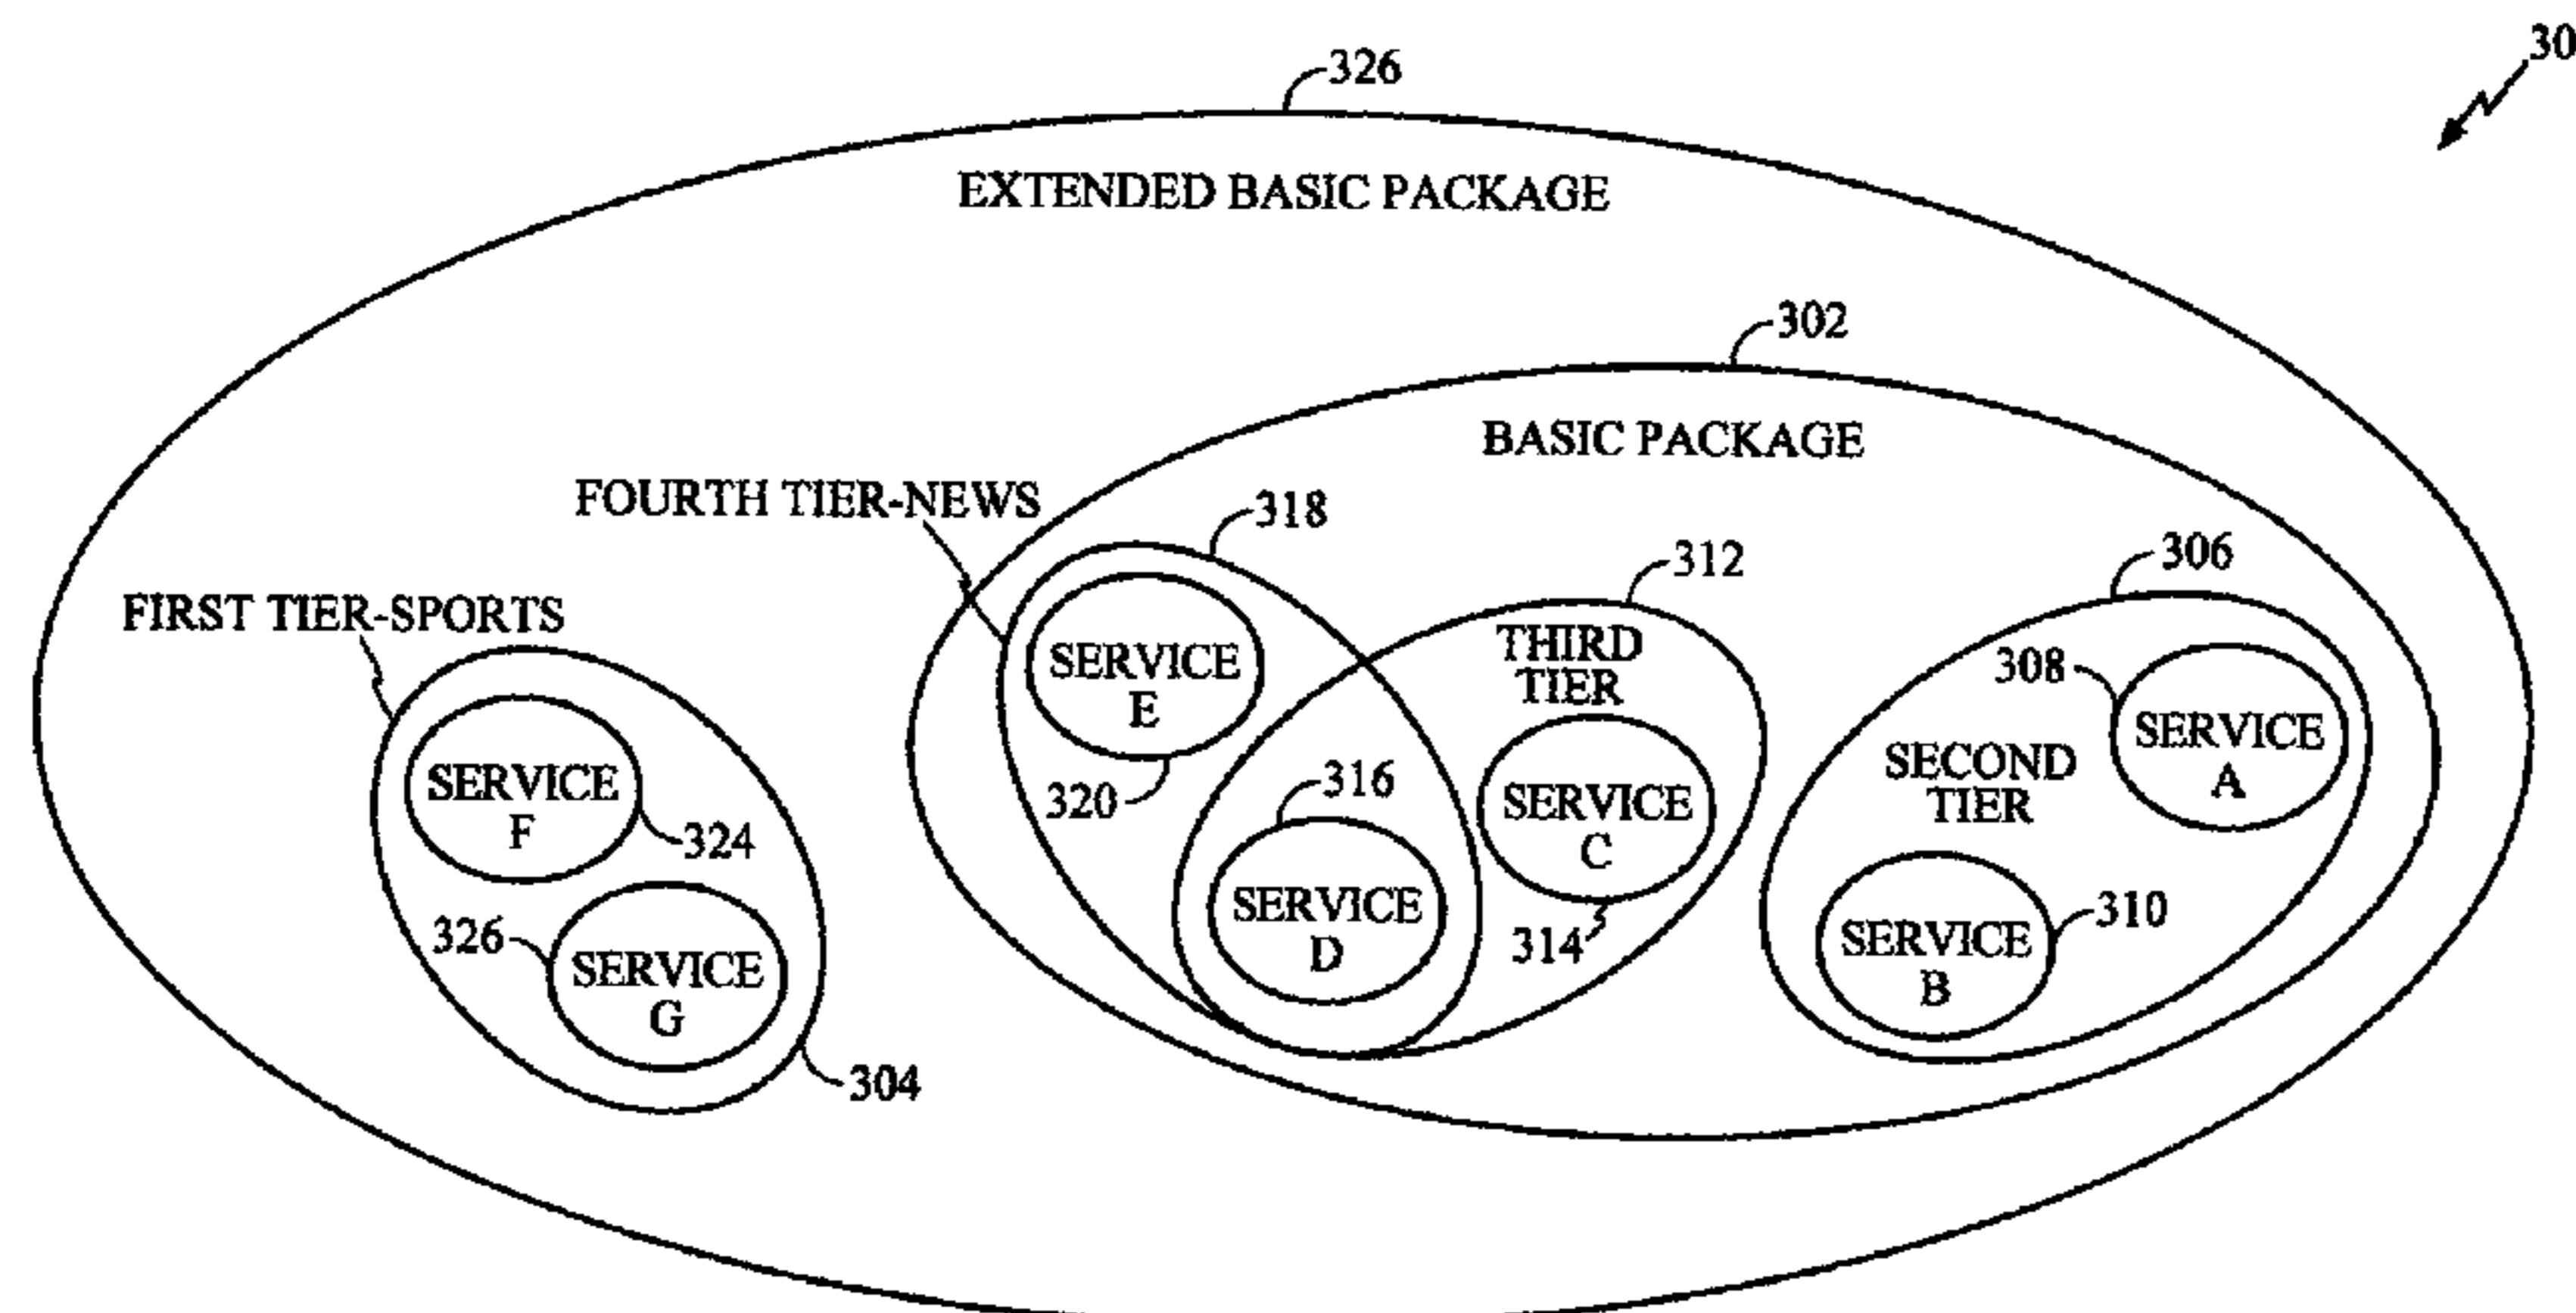 30
326
EXTENDED BASIC PACKAGE
302
BASIC PACKAGE
FOURTH TIER-NEWS
318
312
306
FIRST TIER-SPORTS
SERVICE
E
THIRD
TIER
308
SERVICE
A
SERVICE
F
324
320
316
SERVICE
C
SECOND
TIER
326
SERVICE
G
SERVICE
D
314
SERVICE
B
310
304